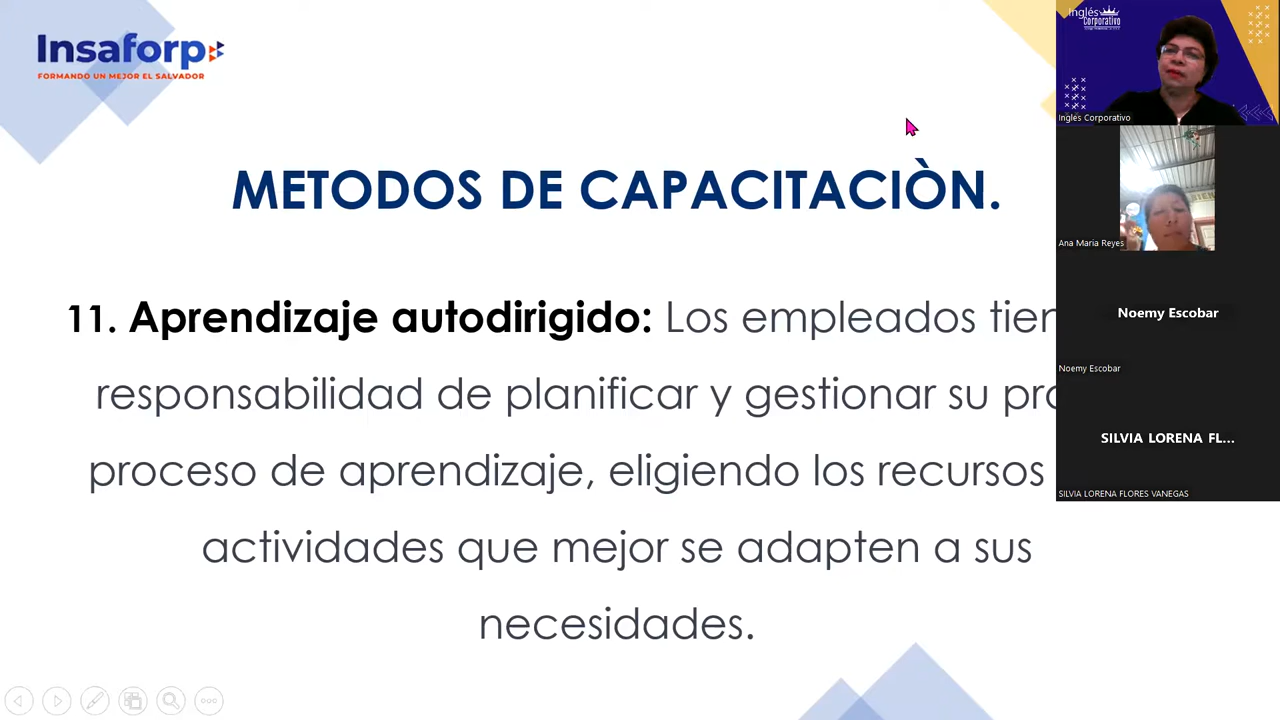 Insaforp
FORMANDO UN MEJOR EL SALVADOR
METODOS DE CAPACITACIÒN.
11. Aprendizaje autodirigido: Los empleados tien
responsabilidad de planificar y gestionar su pro
proceso de aprendizaje, eligiendo los recursos
actividades que mejor se adapten a sus
necesidades.
Inglés
Corporativo
Ingles Corporativo
Ana Maria Reyes
Noemy Escobar
Noemy Escobar
SILVIA LORENA FL...
SILVIA LORENA FLORES VANEGAS